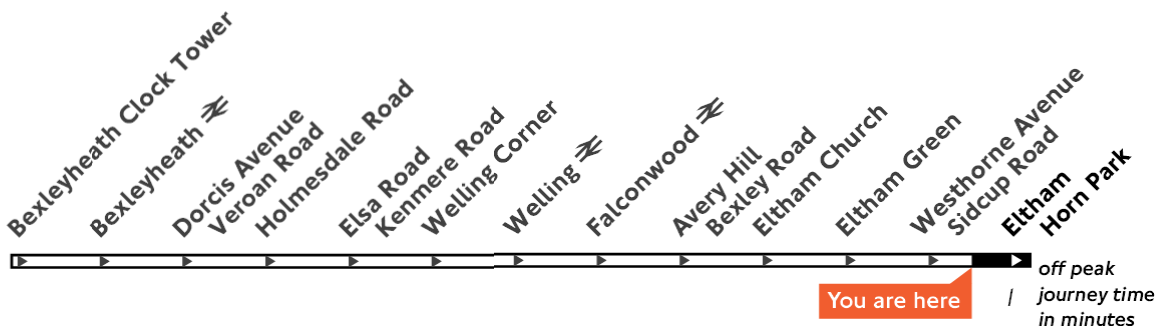 Bexleyheath Clock Tower
Bexleyheath
Dorcis Avenue
Veroan Road
Holmesdale Road
Elsa Road
Kenmere Road
Welling Corner
Welling
Falconwood
Avery Hill
Bexley Road
Eltham Church
Eltham Green
Westhorne Avenue
Sidcup Road
Eltham
Horn Park
You are here
off peak
journey time
in minutes